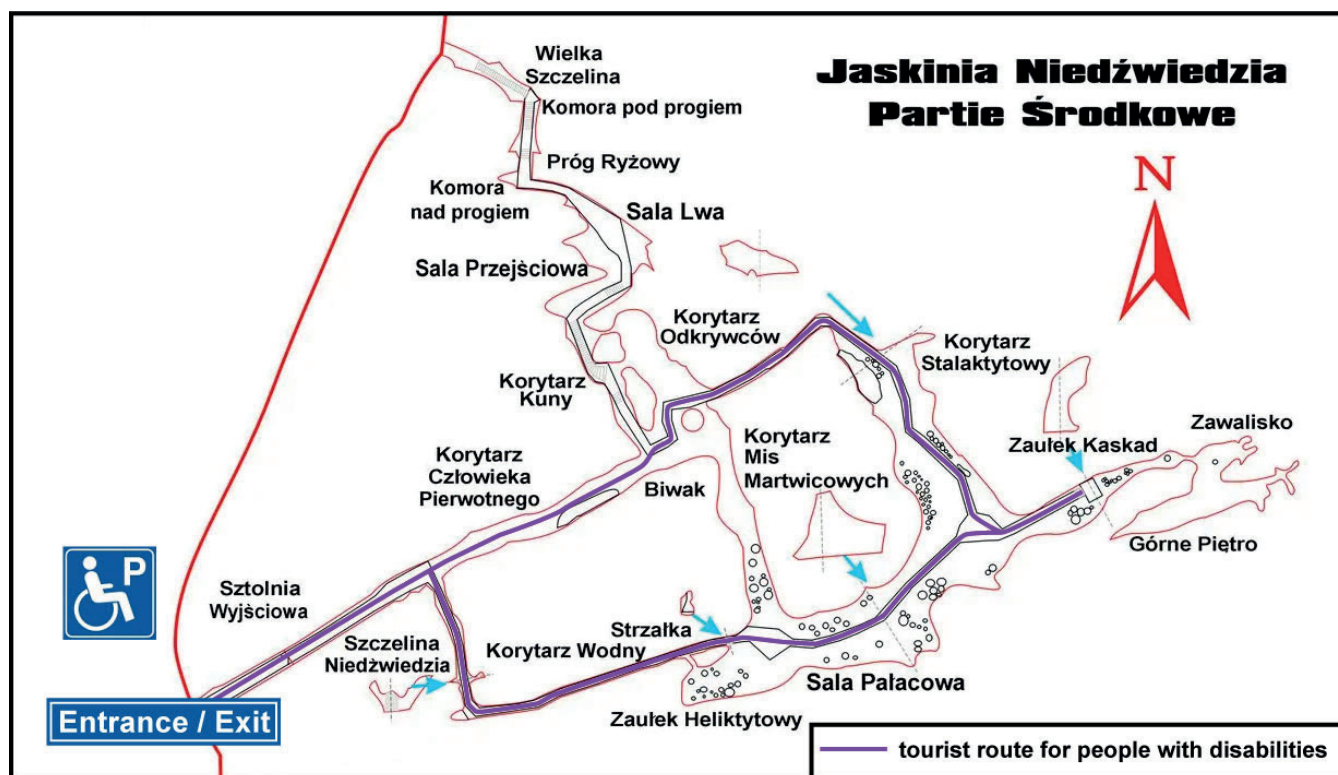 Jaskinia Niedźwiedzia
Partie Środkowe
N
Wielka
Szczelina
Komora pod progiem
Próg Ryżowy
Komora
nad progiem
Sala Lwa
Sala Przejściowa
Korytarz
Odkrywców
Korytarz
Stalaktytowy
Korytarz
Kuny
Zawalisko
Zaułek Kaskad
Korytarz
Mis
Martwicowych
Korytarz
Człowieka
Pierwotnego
Biwak
Górne Piętro
P
Sztolnia
Wyjściowa
Szczelina
Niedżwiedzia
Strzałka
Korytarz Wodny
Sala Pałacowa
Zaułek Heliktytowy
Entrance / Exit
tourist route for people with disabilities